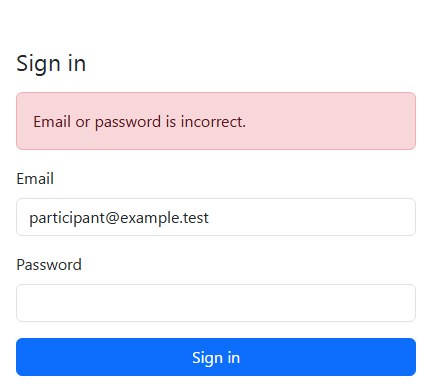 Sign in
Email or password is incorrect.
Email
participant@example.test
Password
Sign in